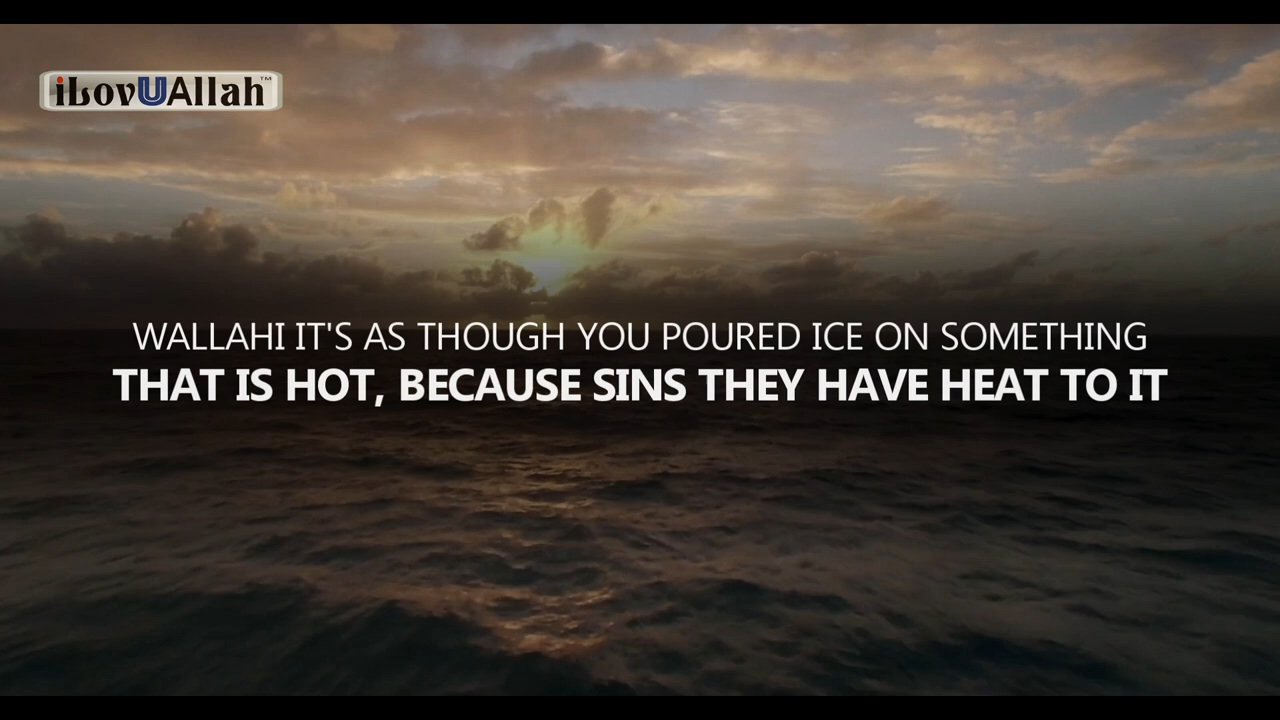 iLovUAllah™
WALLAHI IT'S AS THOUGH YOU POURED ICE ON SOMETHING
THAT IS HOT, BECAUSE SINS THEY HAVE HEAT TO IT